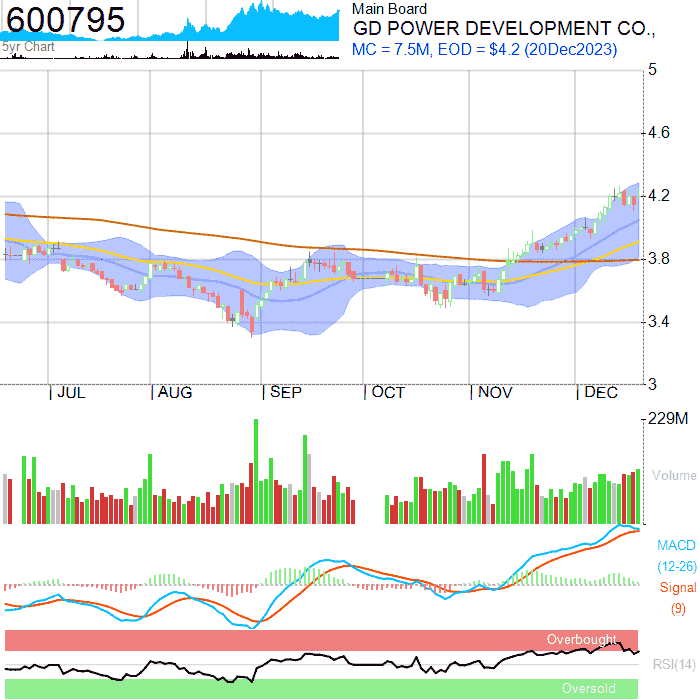 600795
5yr Chart
Main Board
GD POWER DEVELOPMENT CO.,
MC = 7.5M, EOD = $4.2 (20Dec2023)
5
4.6
4.2
3.8
3.4
3
JUL
AUG
SEP
OCT
NOV
DEC
229M
Volume
MACD
(12-26)
Signal
(9)
Overbought
RSI(14)
Oversold